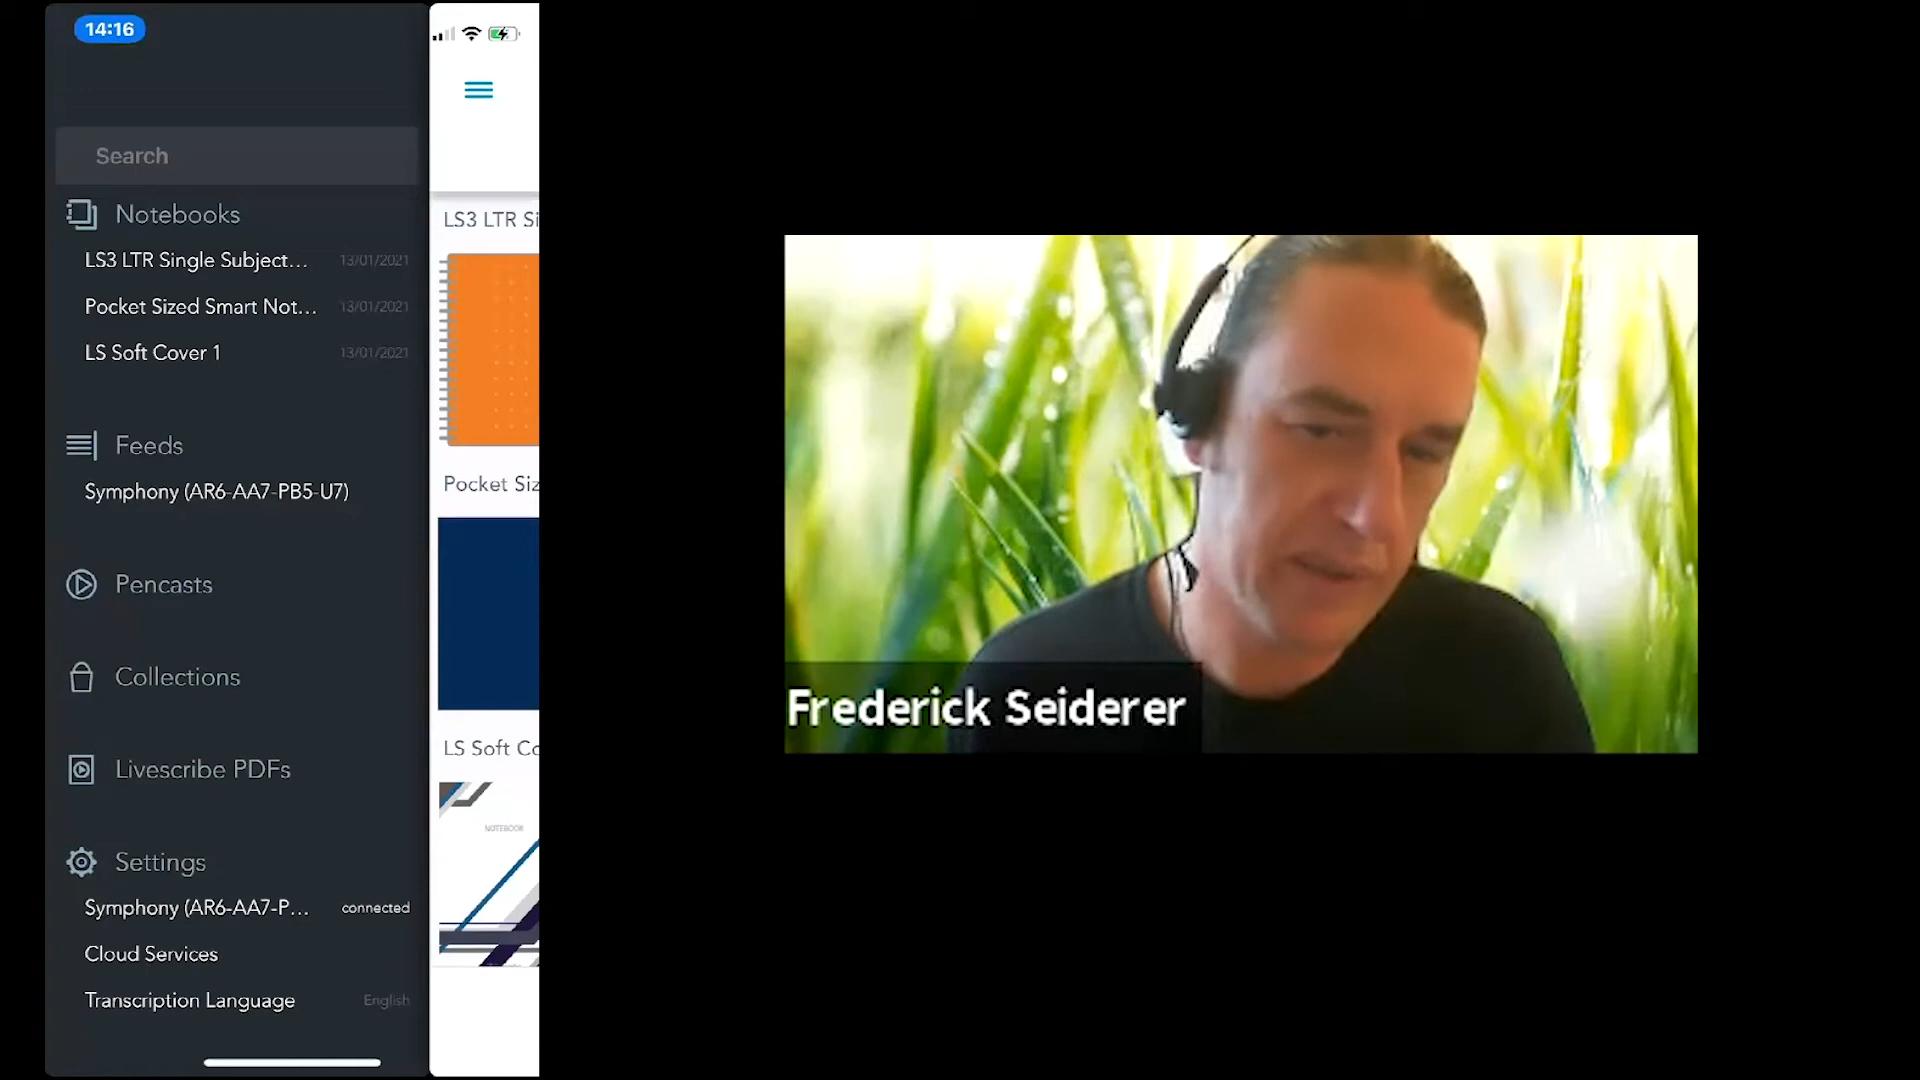 14:16
Search
Notebooks
LS3 LTR Single Subject... 13/01/2021
Pocket Sized Smart Not... 13/01/2021
LS Soft Cover 1 13/01/2021
Feeds
Symphony (AR6-AA7-PB5-U7)
Pencasts
Collections
Livescribe PDFs
Settings
Symphony (AR6-AA7-P... connected
Cloud Services
Transcription Language English
LS3 LTR Si
Pocket Siz
LS Soft Co
NOTEBOOK
Frederick Seiderer